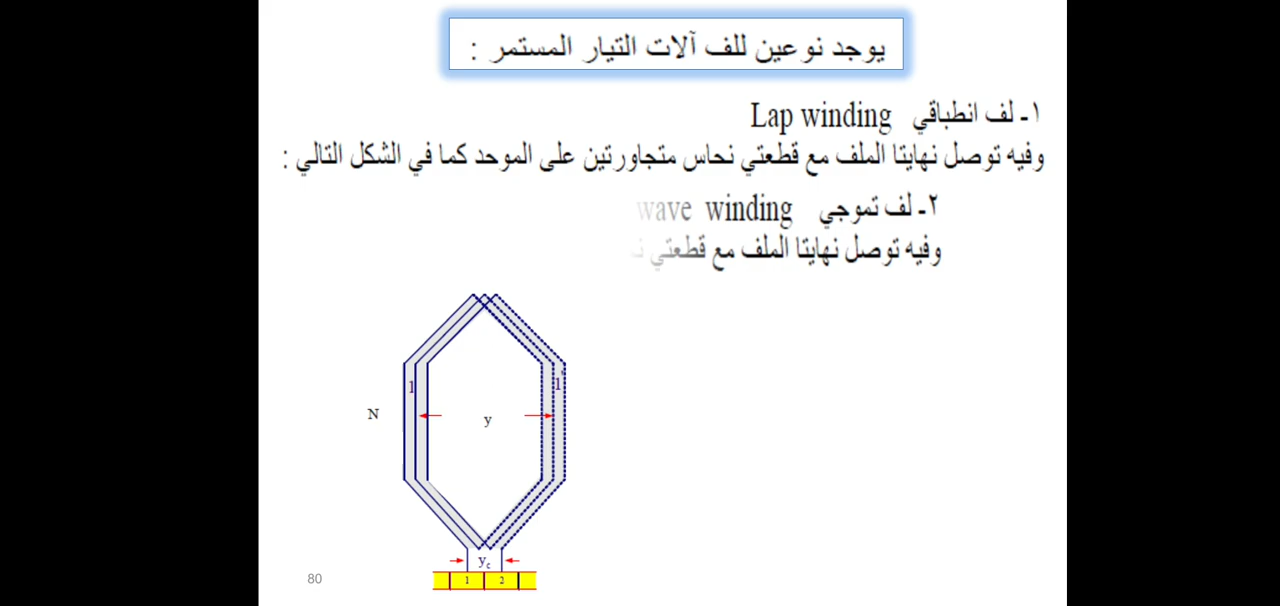 يوجد نوعين للف آلات التيار المستمر :
١- لف انطباقي Lap winding
وفيه توصل نهايتا الملف مع قطعتي نحاس متجاورتين على الموحد كما في الشكل التالي :
٢- لف تموجي wave winding
وفيه توصل نهايتا الملف مع قطعتي
1 1'
N y
yc
1 2
80